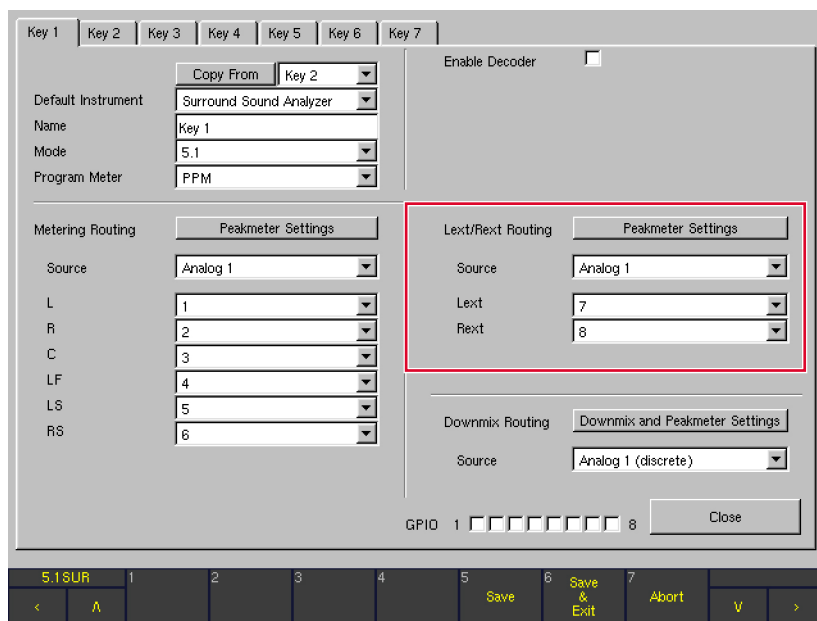 Key 1 Key 2 Key 3 Key 4 Key 5 Key 6 Key 7
Copy From Key 2
Default Instrument Surround Sound Analyzer
Name Key 1
Mode 5.1
Program Meter PPM
Enable Decoder
Metering Routing Peakmeter Settings
Source Analog 1
L 1
R 2
C 3
LF 4
LS 5
RS 6
Lext/Rext Routing Peakmeter Settings
Source Analog 1
Lext 7
Rext 8
Downmix Routing Downmix and Peakmeter Settings
Source Analog 1 (discrete)
GPIO 1 8 Close
5.1SUR 1 2 3 4 5 Save 6 Save & Exit 7 Abort
< Λ V >